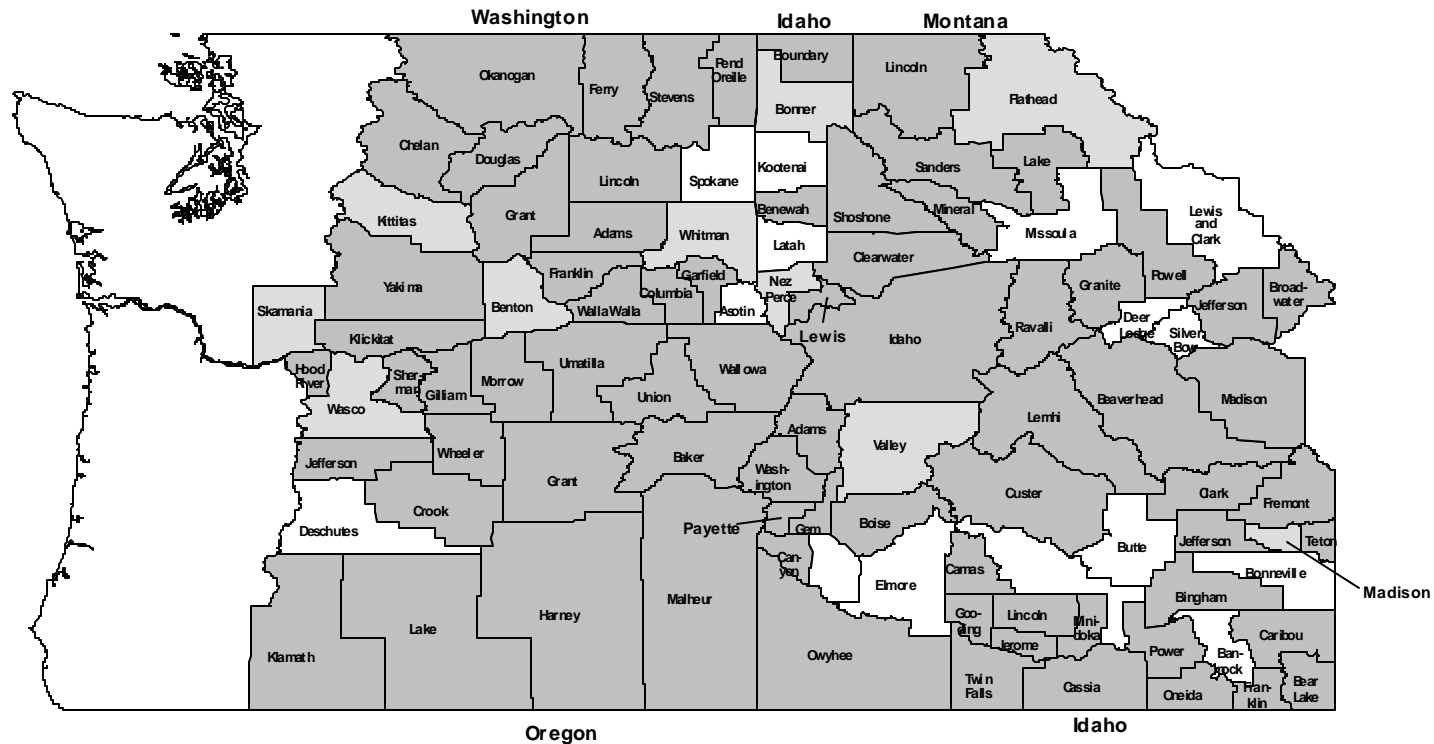 Washington
Idaho
Montana
Okanogan
Ferry
Stevens
Pend
Oreille
Boundary
Lincoln
Flathead
Bonner
Chelan
Douglas
Lincoln
Spokane
Kootenai
Sanders
Lake
Kittitas
Grant
Adams
Whitman
Benewah
Shoshone
Mineral
Missoula
Lewis
and
Clark
Latah
Clearwater
Yakima
Franklin
Garfield
Columbia
Nez
Perce
Granite
Powell
Broad-
water
Skamania
Benton
Walla Walla
Asotin
Jefferson
Klickitat
Lewis
Idaho
Ravalli
Deer
Lodge
Silver
Bow
Hood
River
Sher-
man
Gilliam
Morrow
Umatilla
Union
Wallowa
Wasco
Beaverhead
Madison
Lemhi
Adams
Valley
Jefferson
Wheeler
Baker
Wash-
ington
Grant
Crook
Custer
Clark
Fremont
Deschutes
Payette
Gem
Boise
Butte
Jefferson
Teton
Can-
yon
Elmore
Camas
Bonneville
Madison
Malheur
Harney
Lake
Klamath
Bingham
Goo-
ding
Lincoln
Mini-
doka
Jerome
Owyhee
Power
Ban-
nock
Caribou
Twin
Falls
Cassia
Oneida
Fran-
klin
Bear
Lake
Oregon
Idaho